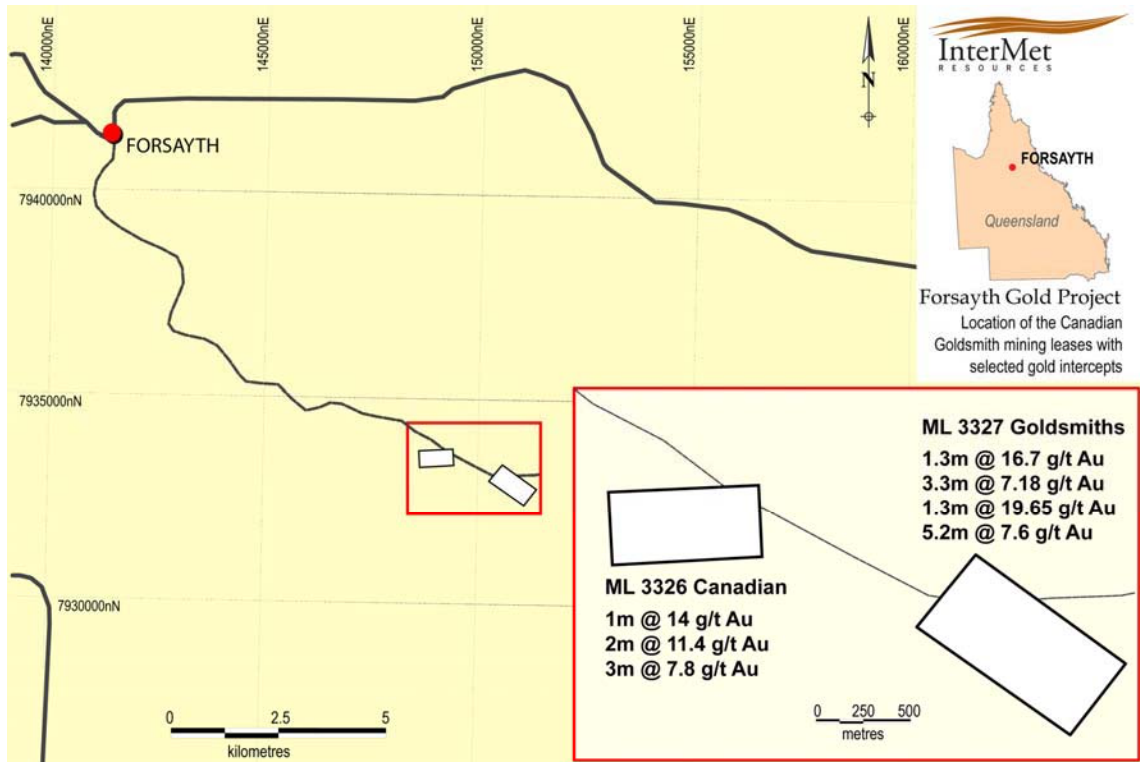 140000nE
145000nE
150000nE
155000nE
160000nE
N
InterMet
RESOURCES
FORSAYTH
Queensland
Forsayth Gold Project
Location of the Canadian
Goldsmith mining leases with
selected gold intercepts
FORSAYTH
7940000nN
7935000nN
7930000nN
0 2.5 5
kilometres
ML 3327 Goldsmiths
1.3m @ 16.7 g/t Au
3.3m @ 7.18 g/t Au
1.3m @ 19.65 g/t Au
5.2m @ 7.6 g/t Au
ML 3326 Canadian
1m @ 14 g/t Au
2m @ 11.4 g/t Au
3m @ 7.8 g/t Au
0 250 500
metres